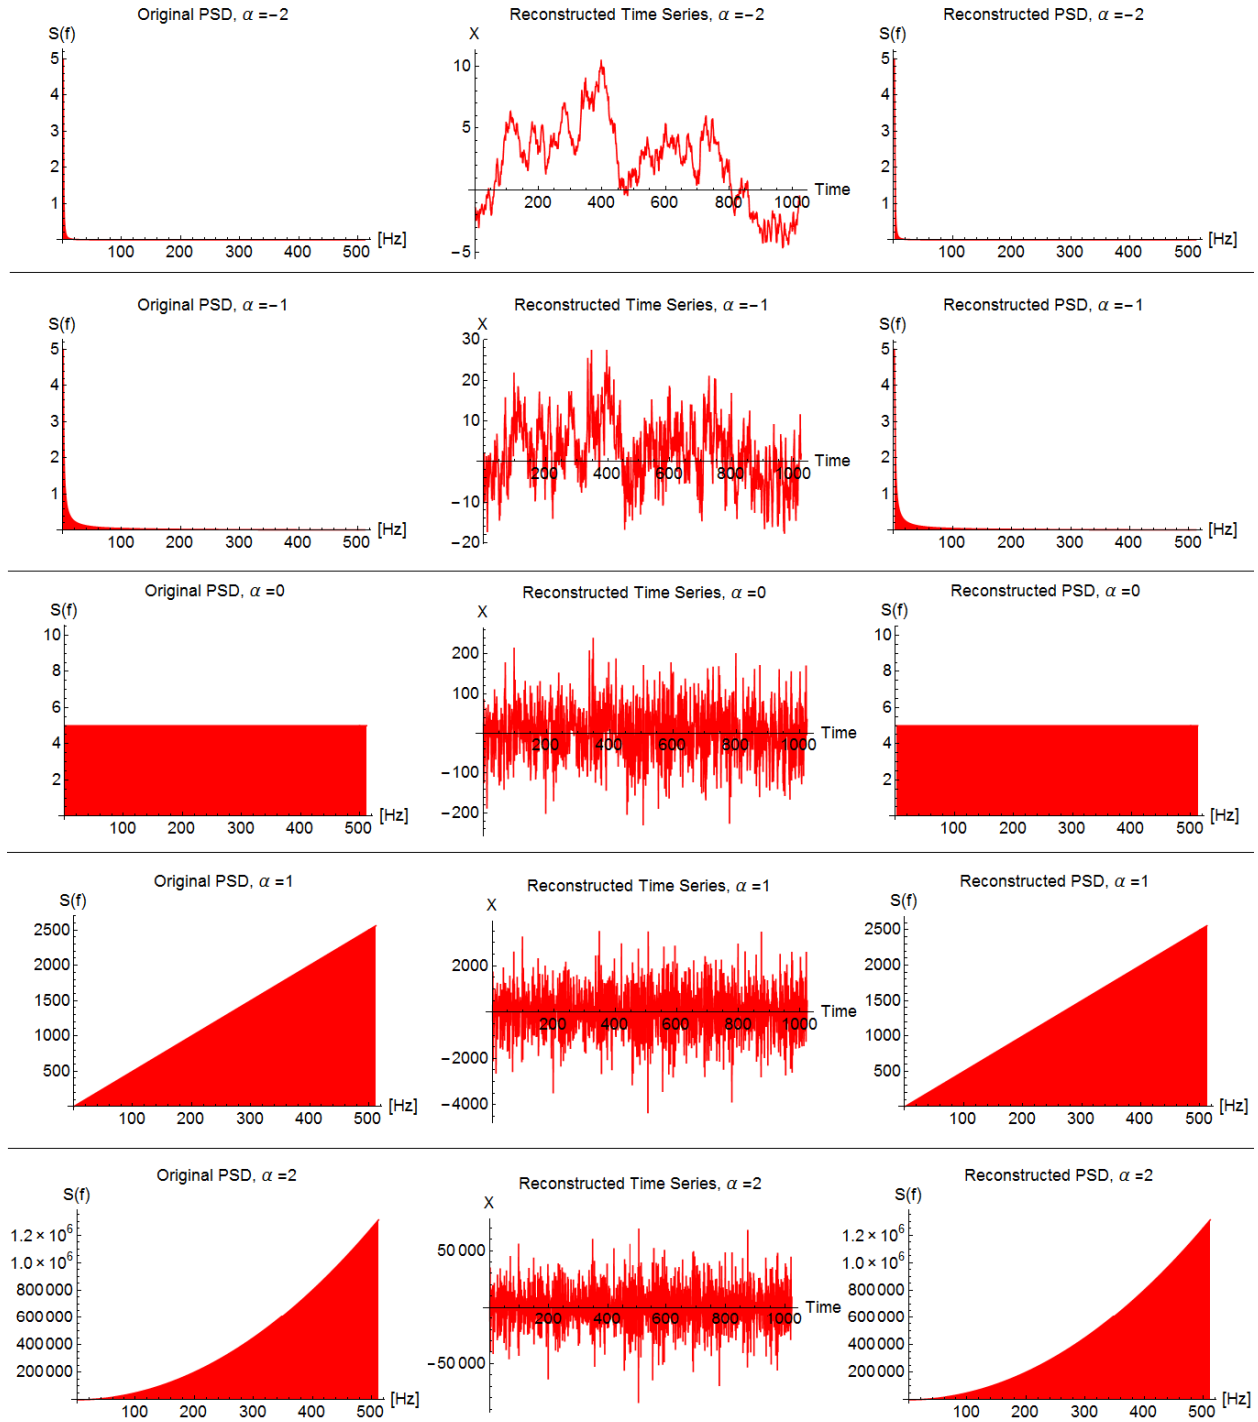 Original PSD, α =−2
Reconstructed Time Series, α =−2
Reconstructed PSD, α =−2
S(f)
5
4
3
2
1
100 200 300 400 500 [Hz]
X
10
5
−5
200 400 600 800 1000 Time
S(f)
5
4
3
2
1
100 200 300 400 500 [Hz]
Original PSD, α =−1
Reconstructed Time Series, α =−1
Reconstructed PSD, α =−1
S(f)
5
4
3
2
1
100 200 300 400 500 [Hz]
X
30
20
10
−10
−20
200 400 600 800 1000 Time
S(f)
5
4
3
2
1
100 200 300 400 500 [Hz]
Original PSD, α =0
Reconstructed Time Series, α =0
Reconstructed PSD, α =0
S(f)
10
8
6
4
2
100 200 300 400 500 [Hz]
X
200
100
−100
−200
200 400 600 800 1000 Time
S(f)
10
8
6
4
2
100 200 300 400 500 [Hz]
Original PSD, α =1
Reconstructed Time Series, α =1
Reconstructed PSD, α =1
S(f)
2500
2000
1500
1000
500
100 200 300 400 500 [Hz]
X
2000
−2000
−4000
200 400 600 800 1000 Time
S(f)
2500
2000
1500
1000
500
100 200 300 400 500 [Hz]
Original PSD, α =2
Reconstructed Time Series, α =2
Reconstructed PSD, α =2
S(f)
1.2 × 10⁶
1.0 × 10⁶
800 000
600 000
400 000
200 000
100 200 300 400 500 [Hz]
X
50 000
−50 000
200 400 600 800 1000 Time
S(f)
1.2 × 10⁶
1.0 × 10⁶
800 000
600 000
400 000
200 000
100 200 300 400 500 [Hz]